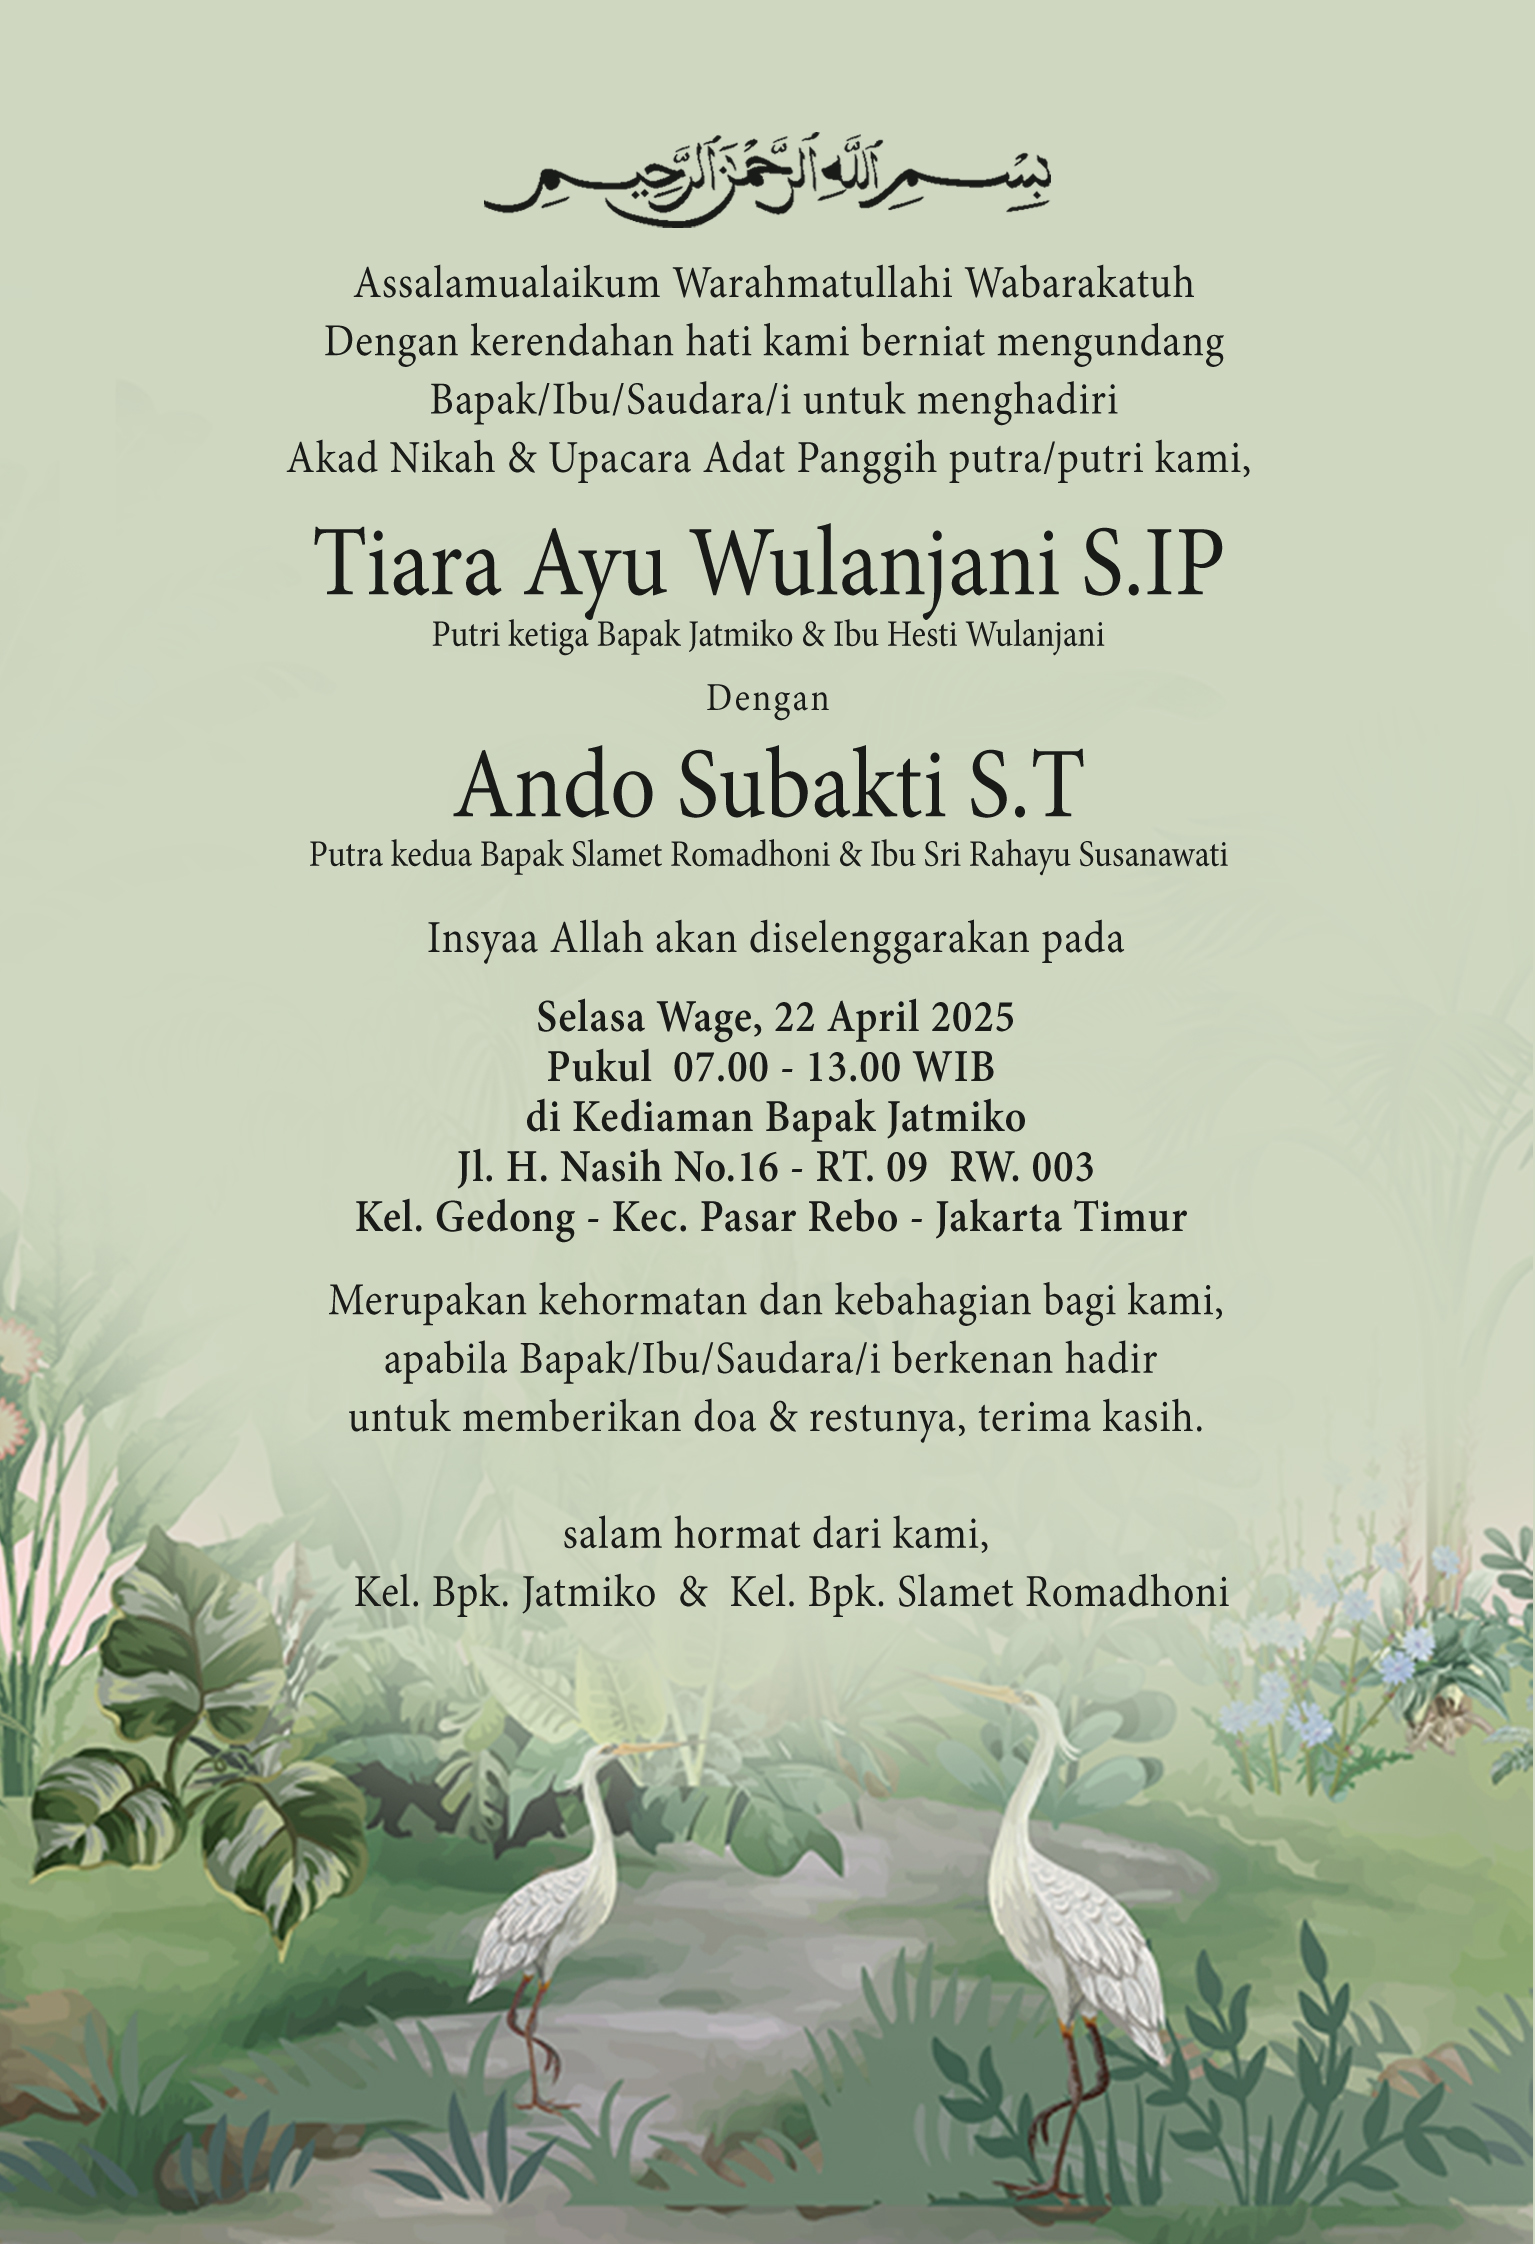 بِسْمِ اللَّهِ الرَّحْمَٰنِ الرَّحِيمِ
Assalamualaikum Warahmatullahi Wabarakatuh
Dengan kerendahan hati kami berniat mengundang
Bapak/Ibu/Saudara/i untuk menghadiri
Akad Nikah & Upacara Adat Panggih putra/putri kami,
Tiara Ayu Wulanjani S.IP
Putri ketiga Bapak Jatmiko & Ibu Hesti Wulanjani
Dengan
Ando Subakti S.T
Putra kedua Bapak Slamet Romadhoni & Ibu Sri Rahayu Susanawati
Insyaa Allah akan diselenggarakan pada
Selasa Wage, 22 April 2025
Pukul 07.00 - 13.00 WIB
di Kediaman Bapak Jatmiko
Jl. H. Nasih No.16 - RT. 09 RW. 003
Kel. Gedong - Kec. Pasar Rebo - Jakarta Timur
Merupakan kehormatan dan kebahagian bagi kami,
apabila Bapak/Ibu/Saudara/i berkenan hadir
untuk memberikan doa & restunya, terima kasih.
salam hormat dari kami,
Kel. Bpk. Jatmiko & Kel. Bpk. Slamet Romadhoni